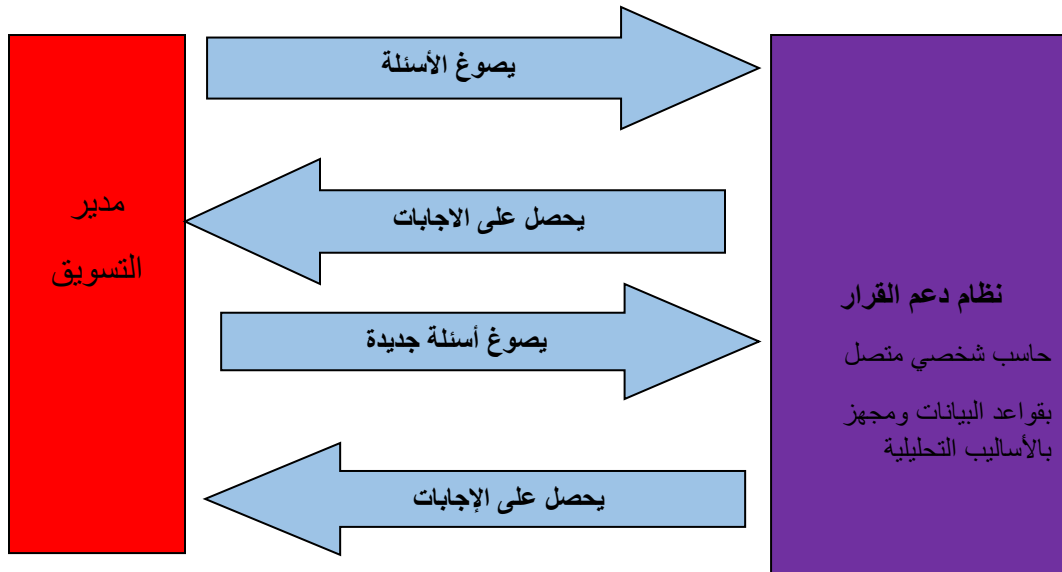 يصوغ الأسئلة
يحصل على الاجابات
يصوغ أسئلة جديدة
يحصل على الإجابات
مدير
التسويق
نظام دعم القرار
حاسب شخصي متصل
بقواعد البيانات ومجهز
بالأساليب التحليلية